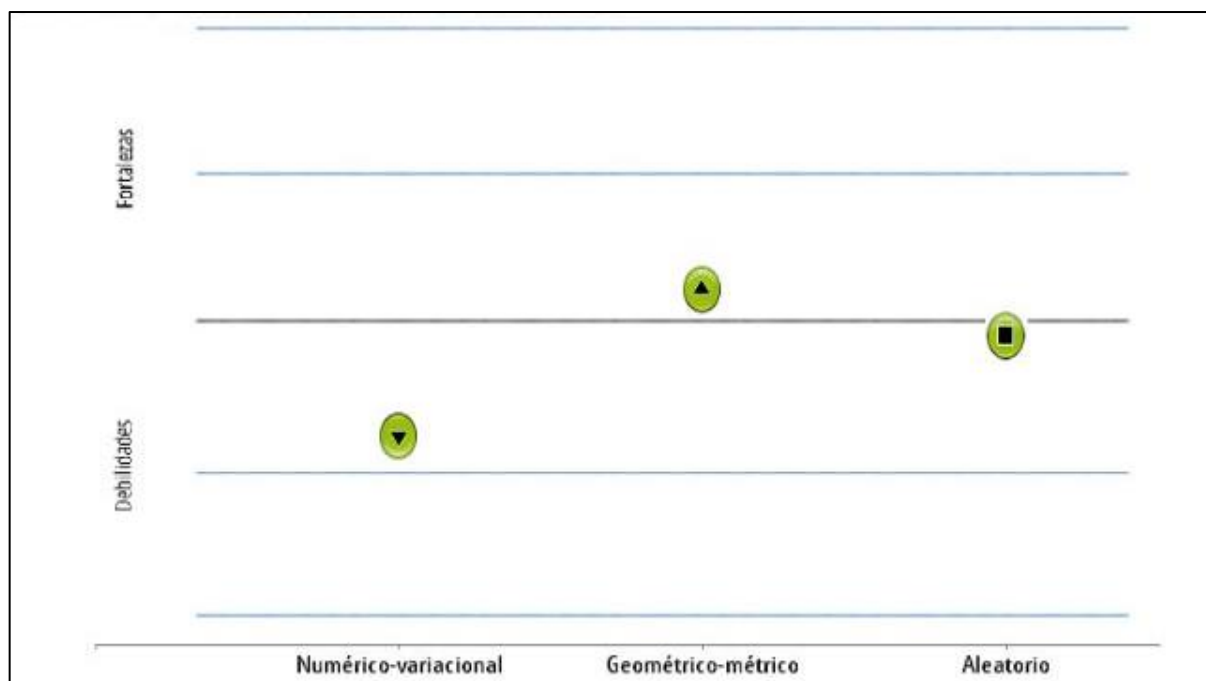 Fortalezas
Debilidades
Numérico-variacional
Geométrico-métrico
Aleatorio